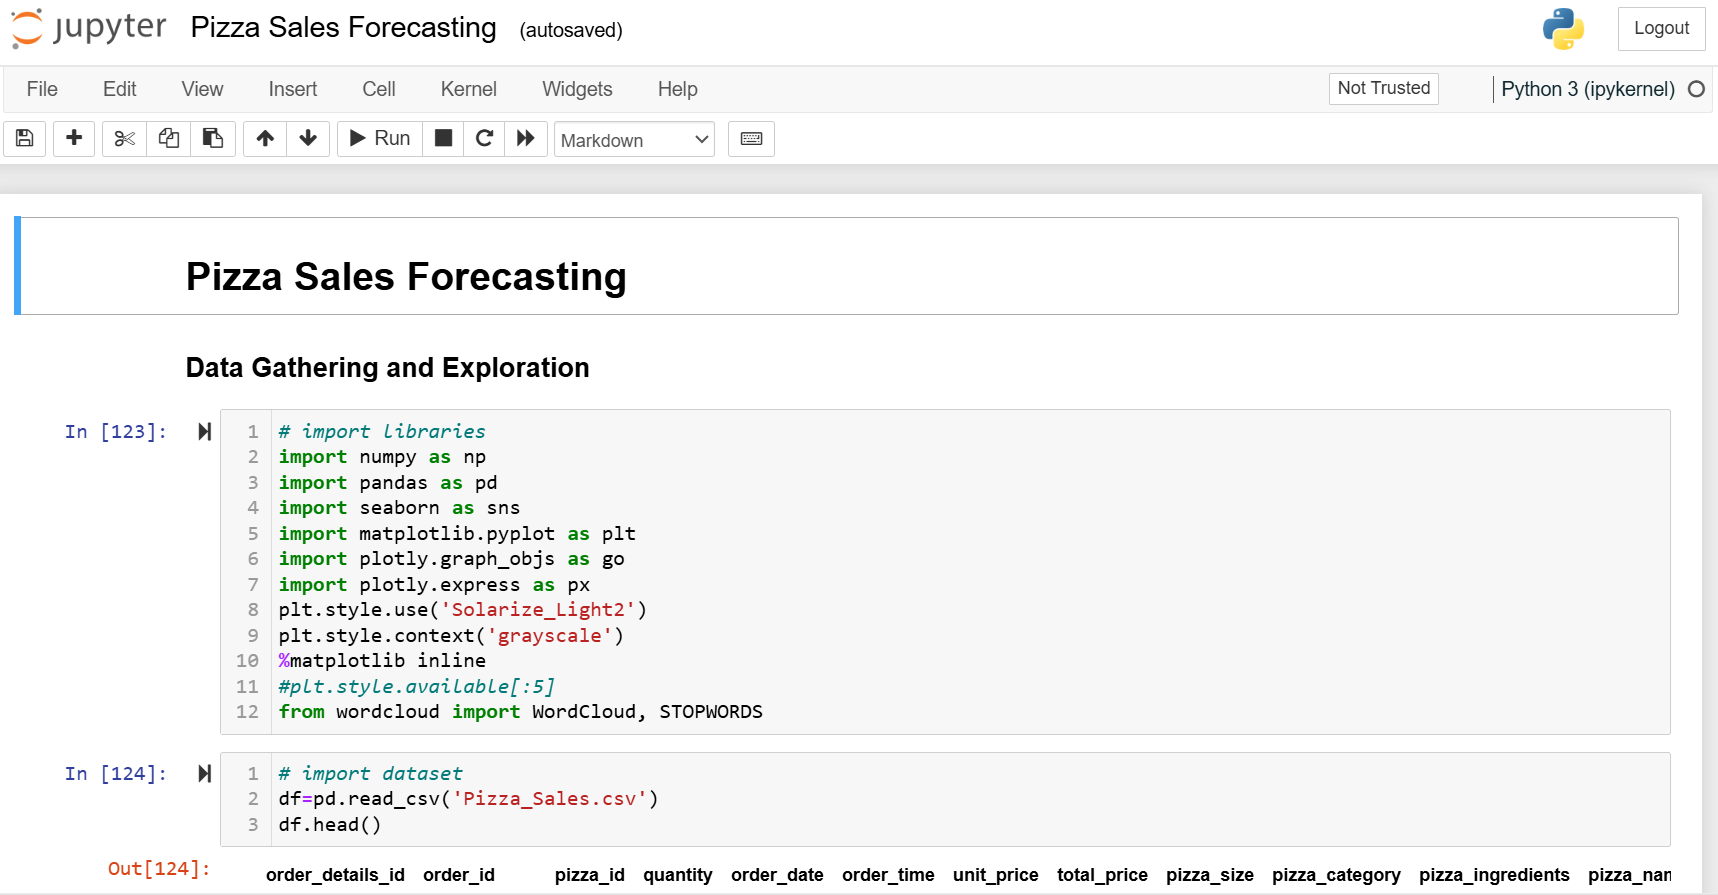 jupyter Pizza Sales Forecasting (autosaved) Logout
File Edit View Insert Cell Kernel Widgets Help Not Trusted Python 3 (ipykernel)
Run Markdown
Pizza Sales Forecasting
Data Gathering and Exploration
In [123]:
1 # import libraries
2 import numpy as np
3 import pandas as pd
4 import seaborn as sns
5 import matplotlib.pyplot as plt
6 import plotly.graph_objs as go
7 import plotly.express as px
8 plt.style.use('Solarize_Light2')
9 plt.style.context('grayscale')
10 %matplotlib inline
11 #plt.style.available[:5]
12 from wordcloud import WordCloud, STOPWORDS
In [124]:
1 # import dataset
2 df=pd.read_csv('Pizza_Sales.csv')
3 df.head()
Out[124]:
order_details_id order_id pizza_id quantity order_date order_time unit_price total_price pizza_size pizza_category pizza_ingredients